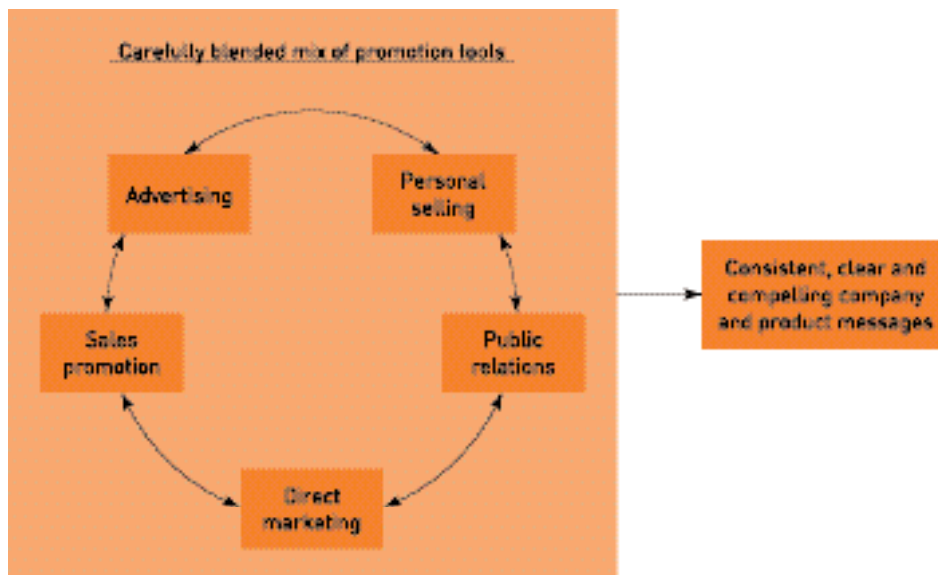 Carefully blended mix of promotion tools
Advertising
Personal
selling
Sales
promotion
Public
relations
Direct
marketing
Consistent, clear and
compelling company
and product messages